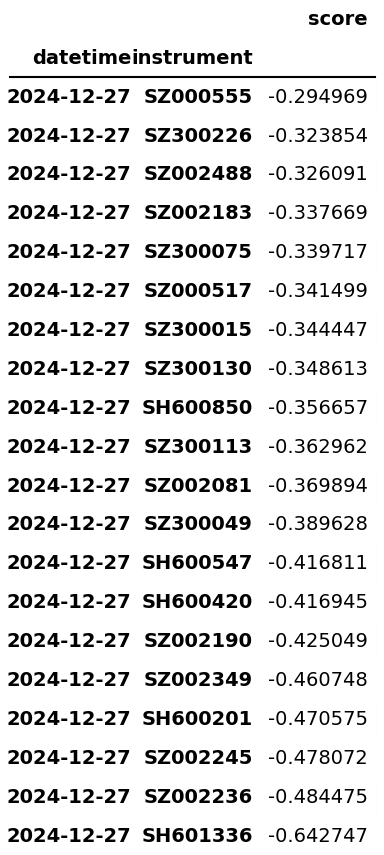 score
datetime instrument
2024-12-27 SZ000555 -0.294969
2024-12-27 SZ300226 -0.323854
2024-12-27 SZ002488 -0.326091
2024-12-27 SZ002183 -0.337669
2024-12-27 SZ300075 -0.339717
2024-12-27 SZ000517 -0.341499
2024-12-27 SZ300015 -0.344447
2024-12-27 SZ300130 -0.348613
2024-12-27 SH600850 -0.356657
2024-12-27 SZ300113 -0.362962
2024-12-27 SZ002081 -0.369894
2024-12-27 SZ300049 -0.389628
2024-12-27 SH600547 -0.416811
2024-12-27 SH600420 -0.416945
2024-12-27 SZ002190 -0.425049
2024-12-27 SZ002349 -0.460748
2024-12-27 SH600201 -0.470575
2024-12-27 SZ002245 -0.478072
2024-12-27 SZ002236 -0.484475
2024-12-27 SH601336 -0.642747